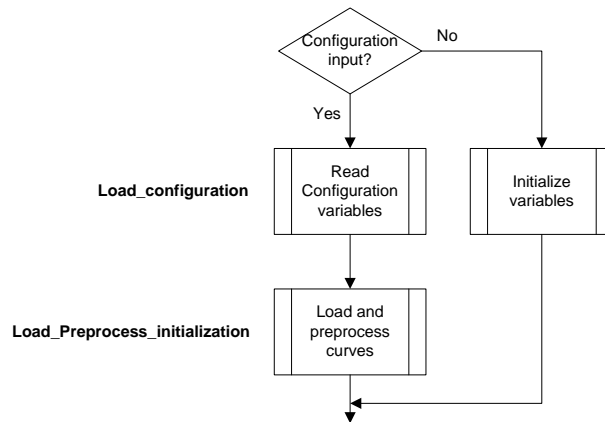 Configuration
input?
No
Yes
Load_configuration
Read
Configuration
variables
Initialize
variables
Load_Preprocess_initialization
Load and
preprocess
curves